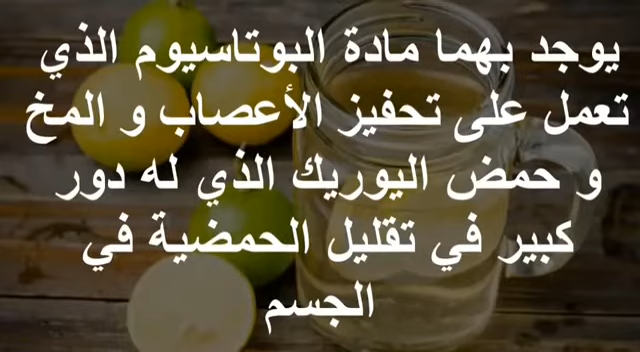 يوجد بهما مادة البوتاسيوم الذي
تعمل على تحفيز الأعصاب و المخ
و حمض اليوريك الذي له دور
كبير في تقليل الحمضية في
الجسم